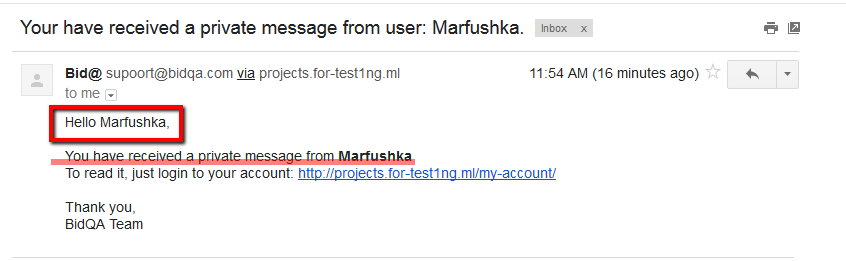 Your have received a private message from user: Marfushka. Inbox x
Bid@ supoort@bidqa.com via projects.for-test1ng.ml 11:54 AM (16 minutes ago)
to me
Hello Marfushka,
You have received a private message from Marfushka
To read it, just login to your account: http://projects.for-test1ng.ml/my-account/
Thank you,
BidQA Team